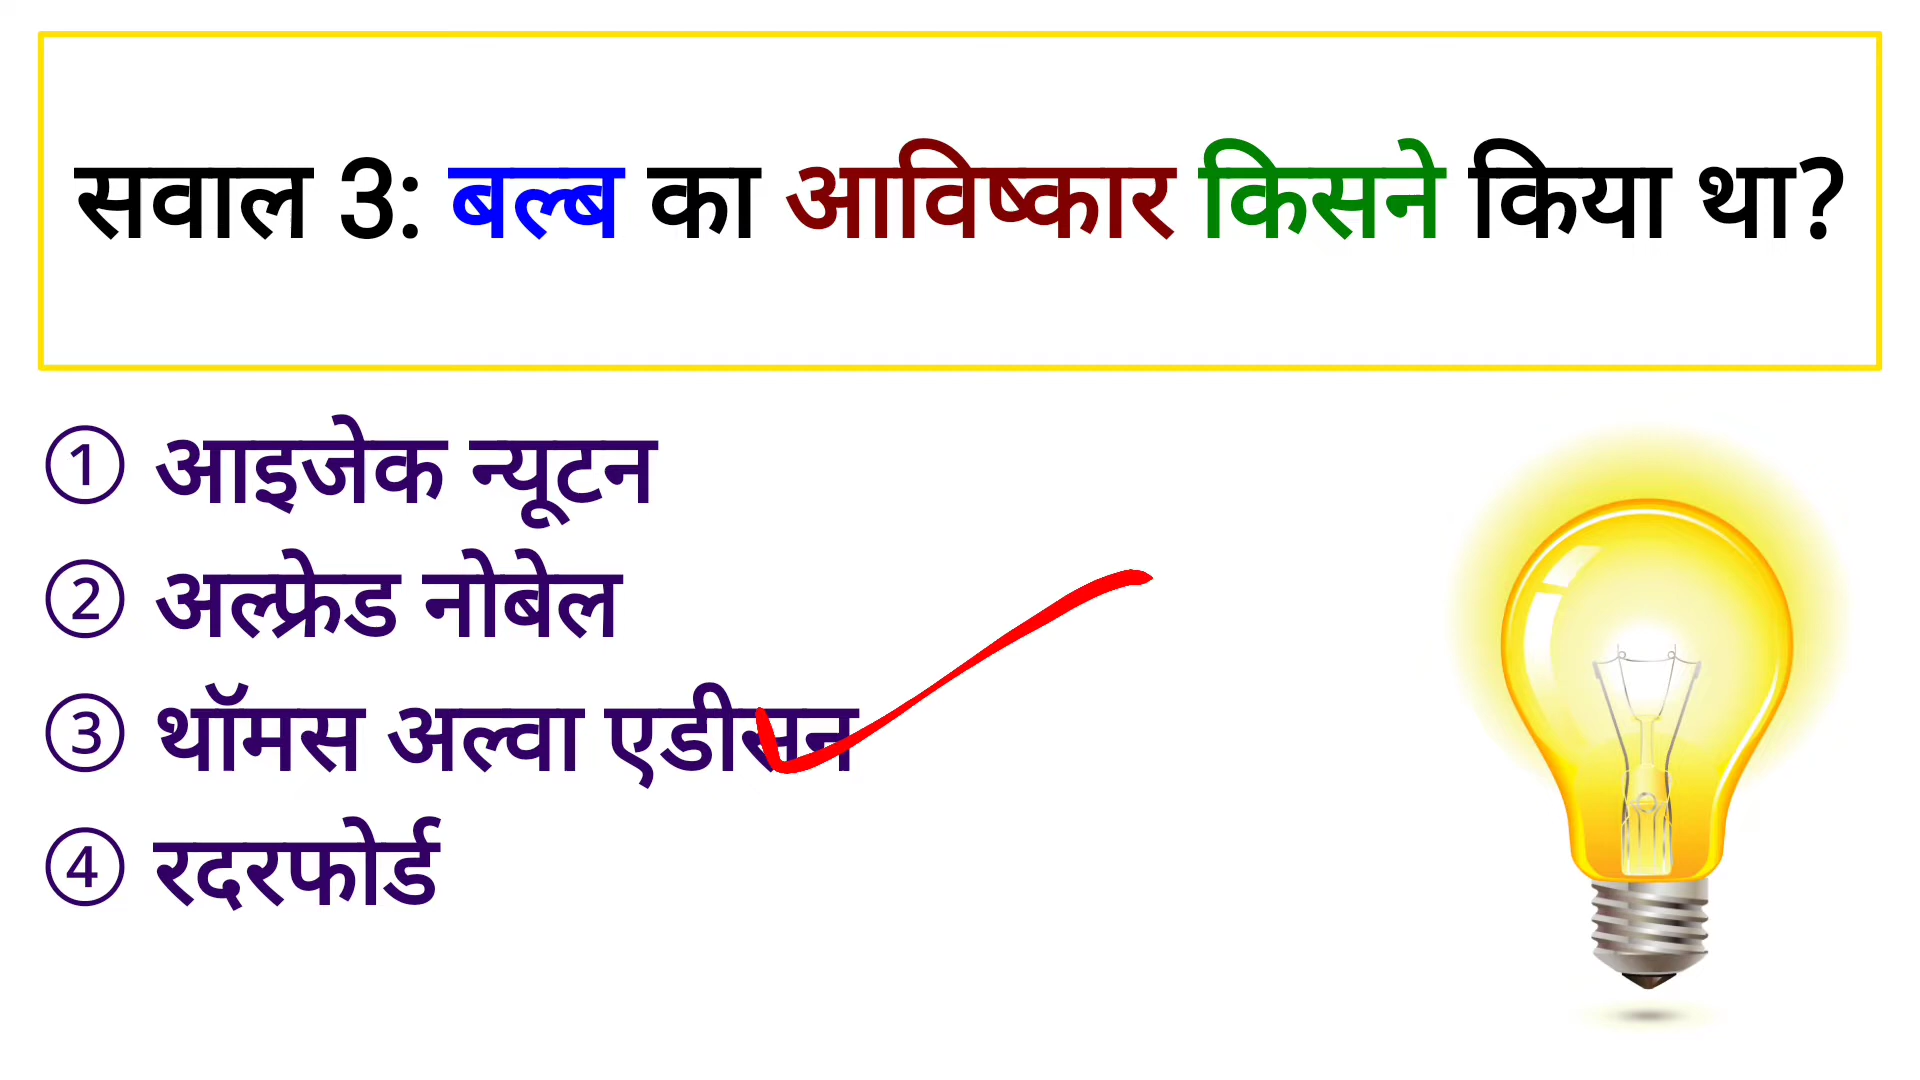 सवाल 3: बल्ब का आविष्कार किसने किया था?
① आइजेक न्यूटन
② अल्फ्रेड नोबेल
③ थॉमस अल्वा एडीसन
④ रदरफोर्ड